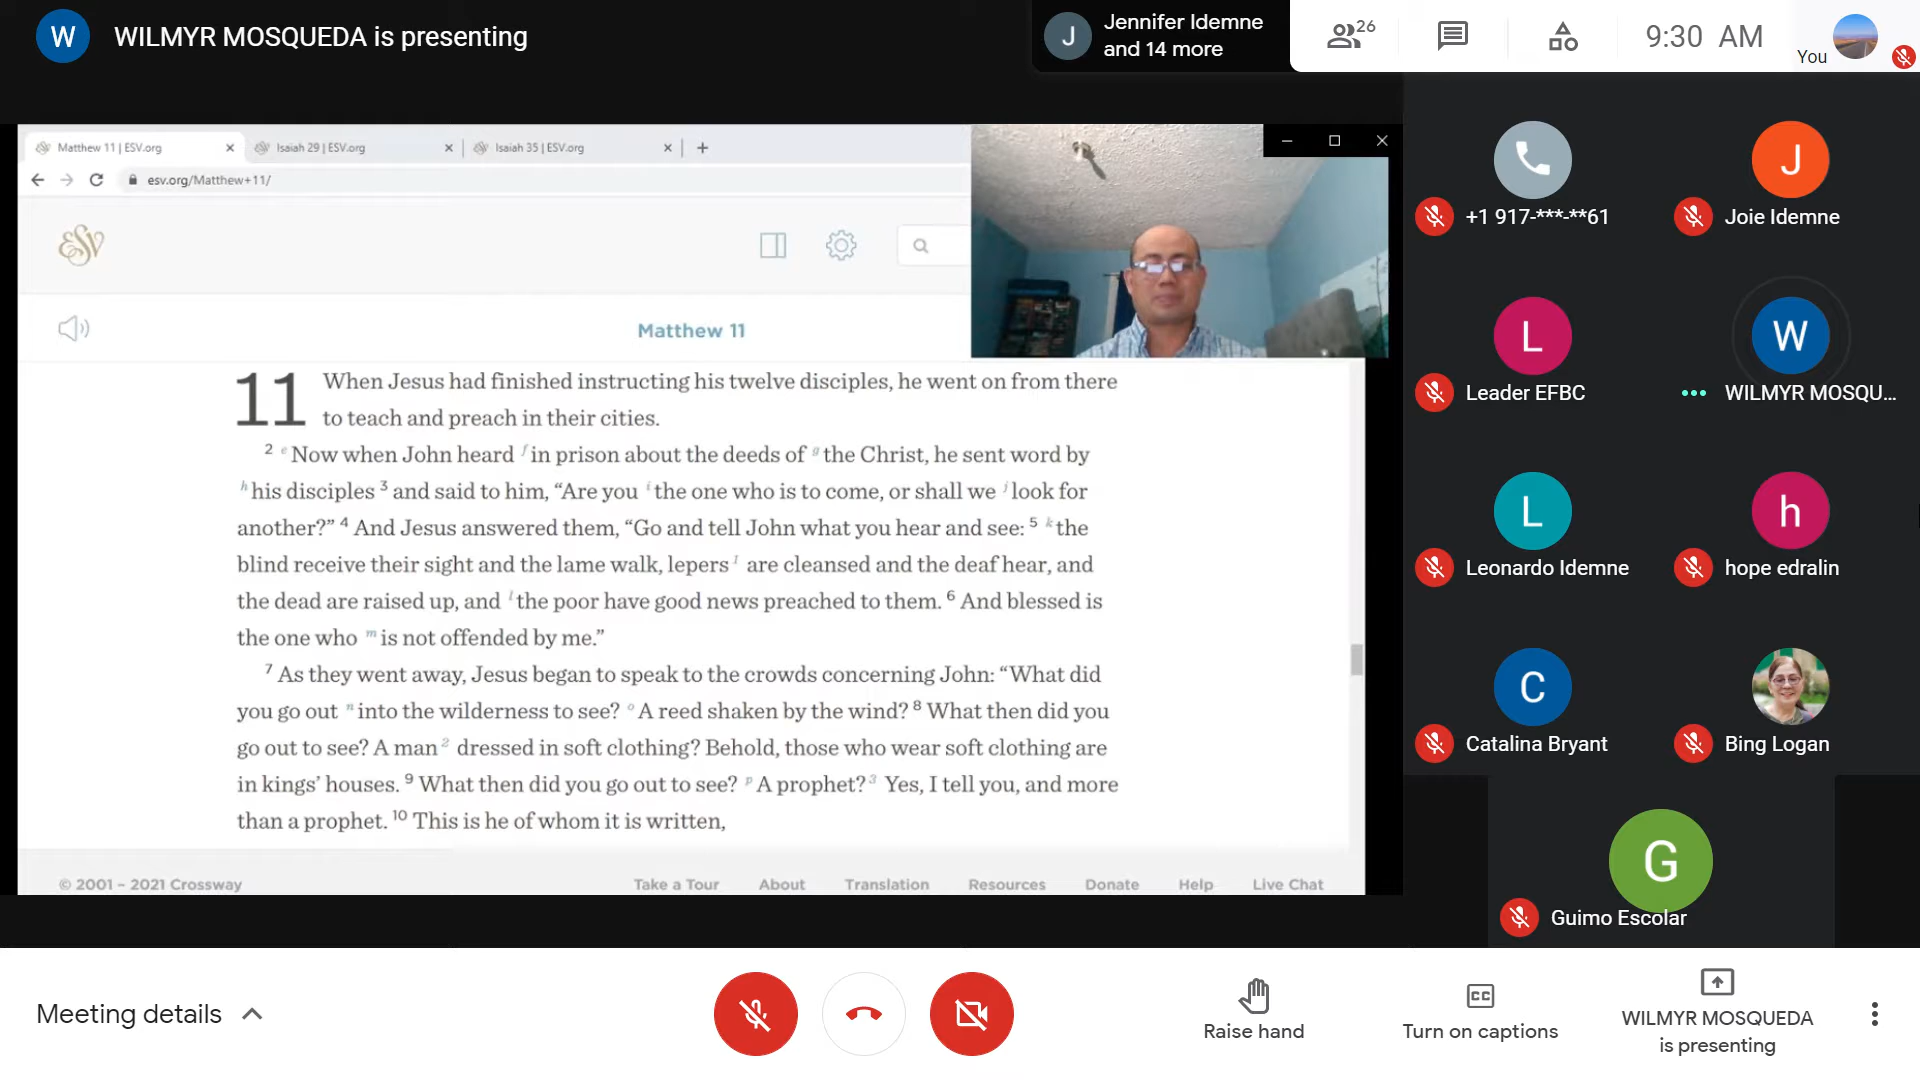 W WILMYR MOSQUEDA is presenting
J Jennifer Idemne
and 14 more
26
9:30 AM
You
Matthew 11 | ESV.org
Isaiah 29 | ESV.org
Isaiah 35 | ESV.org
esv.org/Matthew+11/
ESV
Matthew 11
11 When Jesus had finished instructing his twelve disciples, he went on from there
to teach and preach in their cities.
2 e Now when John heard f in prison about the deeds of g the Christ, he sent word by
h his disciples 3 and said to him, “Are you i the one who is to come, or shall we j look for
another?” 4 And Jesus answered them, “Go and tell John what you hear and see: 5 k the
blind receive their sight and the lame walk, lepers 1 are cleansed and the deaf hear, and
the dead are raised up, and l the poor have good news preached to them. 6 And blessed is
the one who m is not offended by me.”
7 As they went away, Jesus began to speak to the crowds concerning John: “What did
you go out n into the wilderness to see? o A reed shaken by the wind? 8 What then did you
go out to see? A man 2 dressed in soft clothing? Behold, those who wear soft clothing are
in kings’ houses. 9 What then did you go out to see? p A prophet? 3 Yes, I tell you, and more
than a prophet. 10 This is he of whom it is written,
© 2001 – 2021 Crossway
Take a Tour About Translation Resources Donate Help Live Chat
+1 917-***-**61
J
Joie Idemne
L
Leader EFBC
W
WILMYR MOSQU...
L
Leonardo Idemne
h
hope edralin
C
Catalina Bryant
Bing Logan
G
Guimo Escolar
Meeting details
Raise hand
CC
Turn on captions
WILMYR MOSQUEDA
is presenting